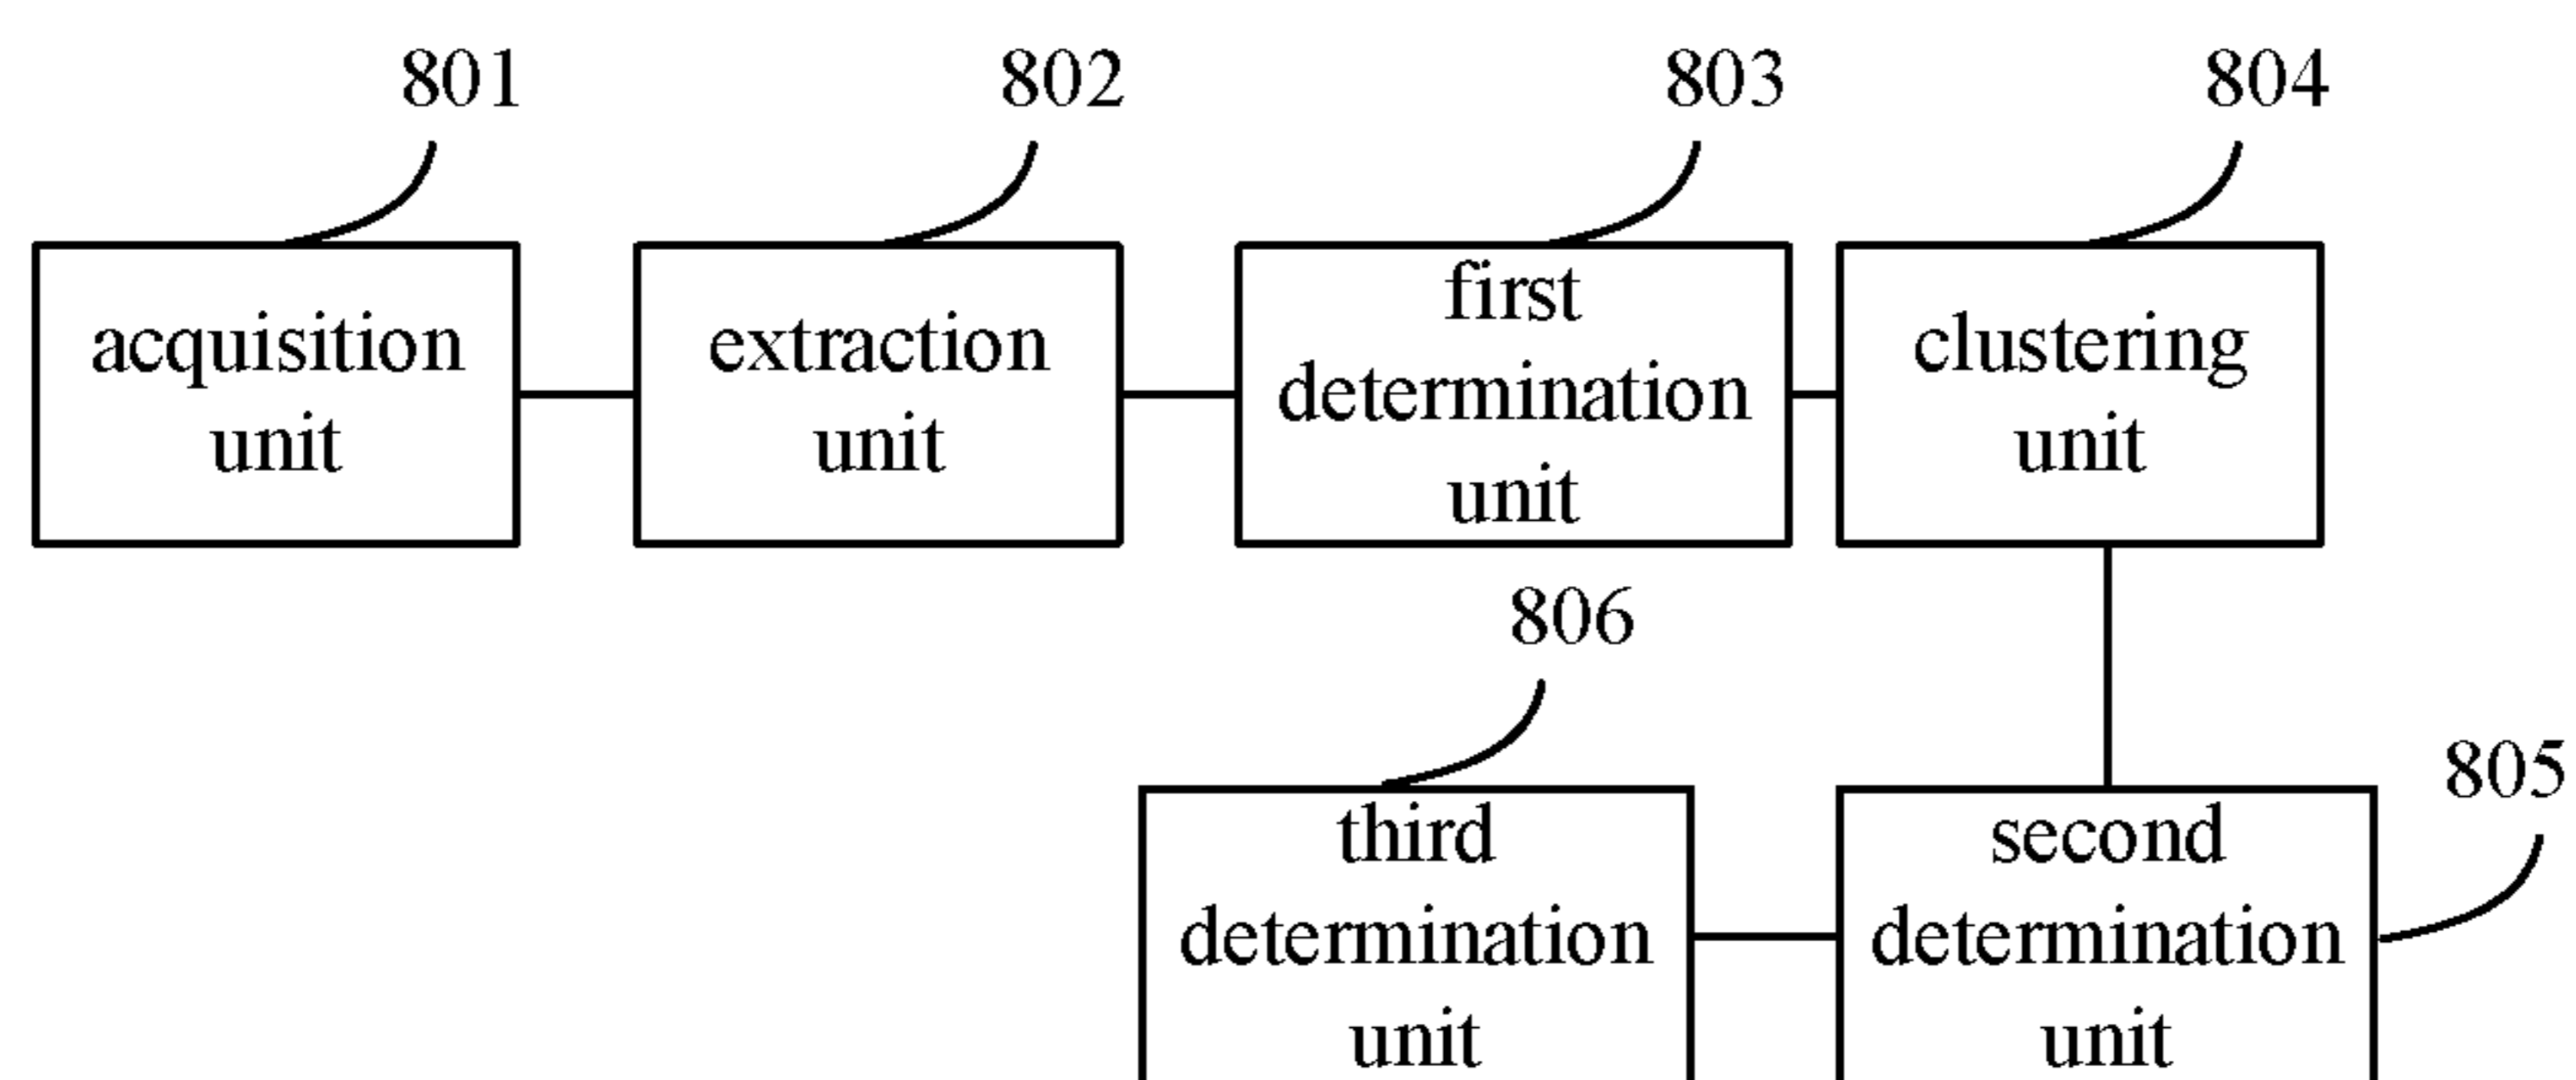 801
802
803
804
acquisition
unit
extraction
unit
first
determination
unit
clustering
unit
806
805
third
determination
unit
second
determination
unit